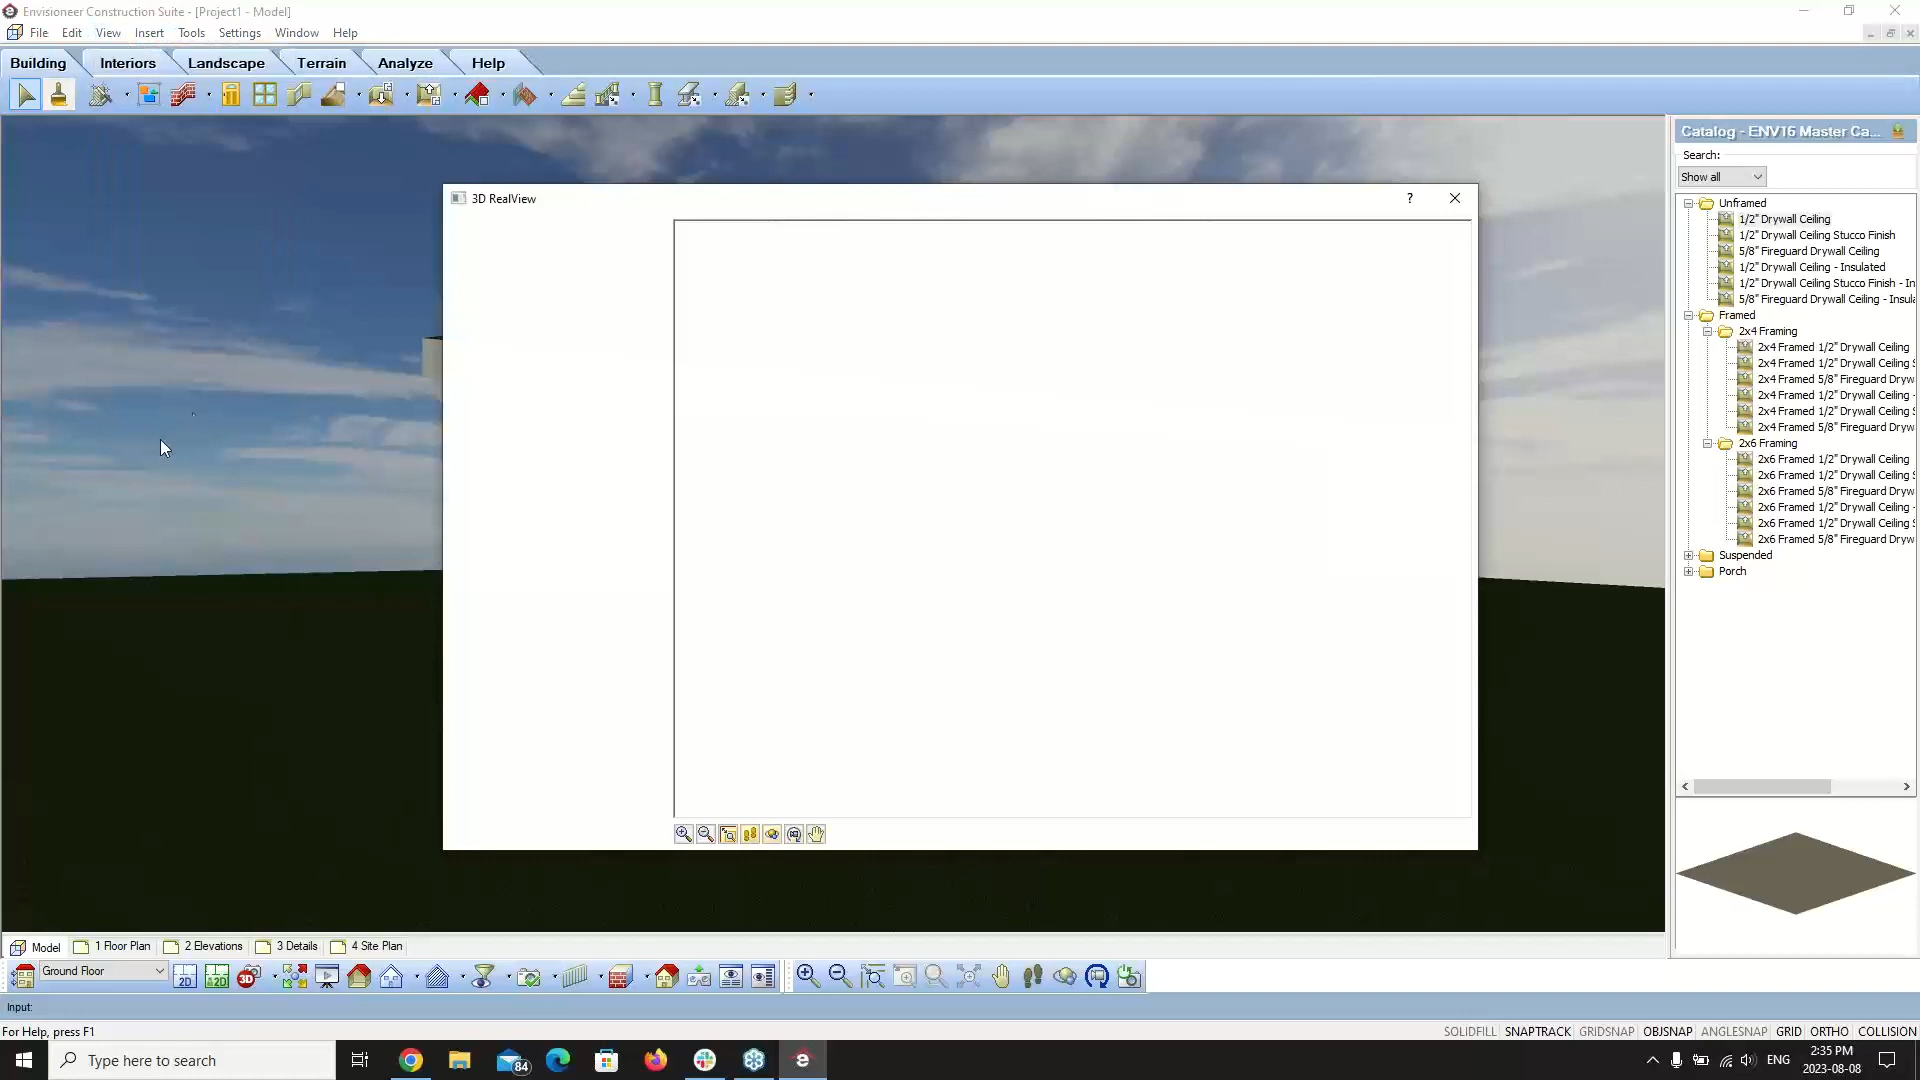 Envisioneer Construction Suite - [Project1 - Model]
File Edit View Insert Tools Settings Window Help
Building Interiors Landscape Terrain Analyze Help
Catalog - ENV16 Master Ca...
Search:
Show all
3D RealView
?
Unframed
1/2" Drywall Ceiling
1/2" Drywall Ceiling Stucco Finish
5/8" Fireguard Drywall Ceiling
1/2" Drywall Ceiling - Insulated
1/2" Drywall Ceiling Stucco Finish - In
5/8" Fireguard Drywall Ceiling - Insula
Framed
2x4 Framing
2x4 Framed 1/2" Drywall Ceiling
2x4 Framed 1/2" Drywall Ceiling S
2x4 Framed 5/8" Fireguard Dryw
2x4 Framed 1/2" Drywall Ceiling -
2x4 Framed 1/2" Drywall Ceiling S
2x4 Framed 5/8" Fireguard Dryw
2x6 Framing
2x6 Framed 1/2" Drywall Ceiling
2x6 Framed 1/2" Drywall Ceiling S
2x6 Framed 5/8" Fireguard Dryw
2x6 Framed 1/2" Drywall Ceiling -
2x6 Framed 1/2" Drywall Ceiling S
2x6 Framed 5/8" Fireguard Dryw
Suspended
Porch
Model 1 Floor Plan 2 Elevations 3 Details 4 Site Plan
Ground Floor 2D 2D 3D
Input:
For Help, press F1
SOLIDFILL SNAPTRACK GRIDSNAP OBJSNAP ANGLESNAP GRID ORTHO COLLISION
Type here to search
84
ENG
2:35 PM
2023-08-08